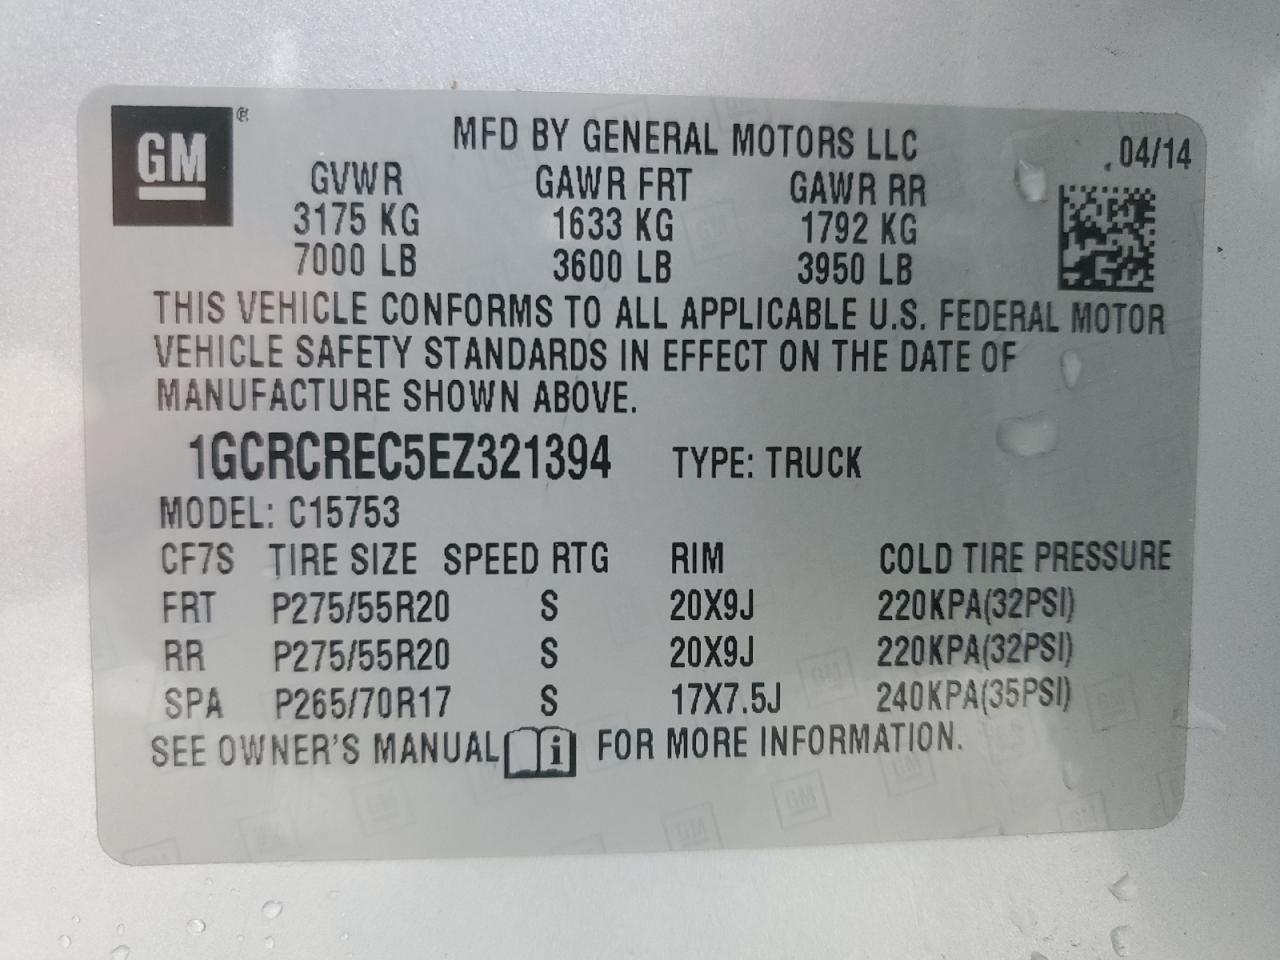 GM ®
MFD BY GENERAL MOTORS LLC
04/14
GVWR GAWR FRT GAWR RR
3175 KG 1633 KG 1792 KG
7000 LB 3600 LB 3950 LB
THIS VEHICLE CONFORMS TO ALL APPLICABLE U.S. FEDERAL MOTOR
VEHICLE SAFETY STANDARDS IN EFFECT ON THE DATE OF
MANUFACTURE SHOWN ABOVE.
1GCRCREC5EZ321394 TYPE: TRUCK
MODEL: C15753
CF7S TIRE SIZE SPEED RTG RIM COLD TIRE PRESSURE
FRT P275/55R20 S 20X9J 220KPA(32PSI)
RR P275/55R20 S 20X9J 220KPA(32PSI)
SPA P265/70R17 S 17X7.5J 240KPA(35PSI)
SEE OWNER'S MANUAL i FOR MORE INFORMATION.